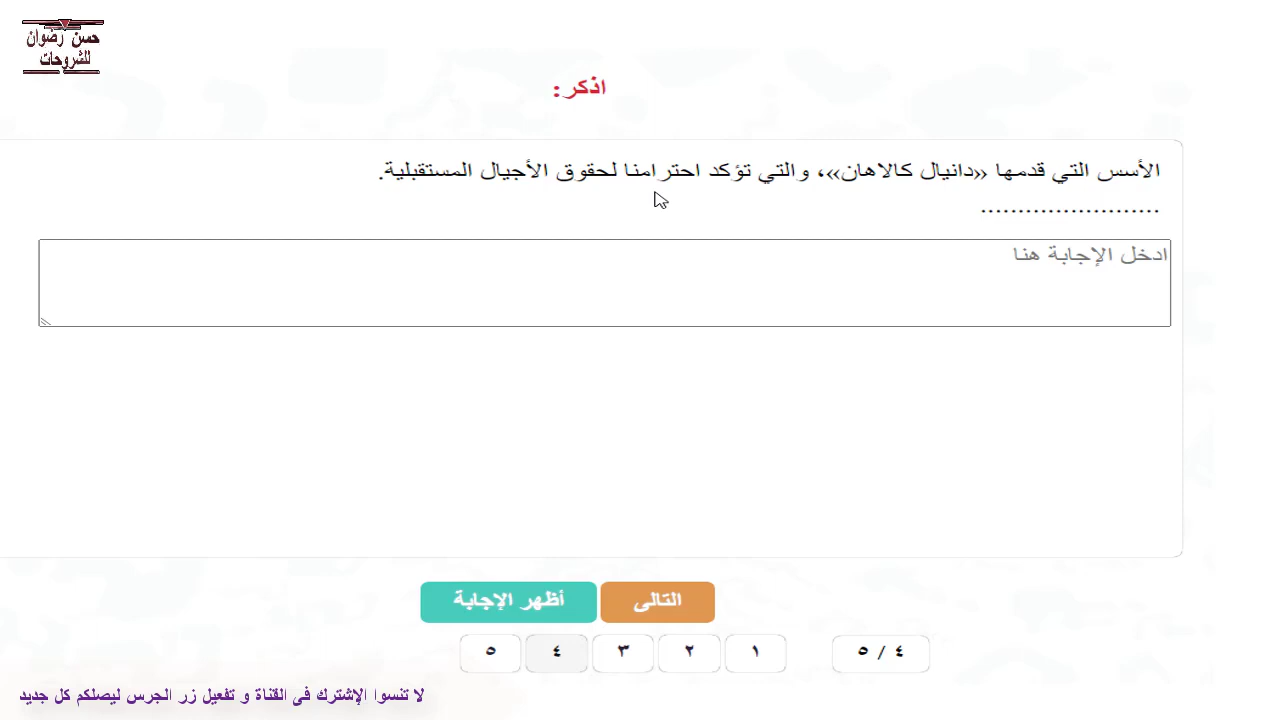 حسن رضوان
للشروحات
اذكر:
الأسس التي قدمها «دانيال كالاهان»، والتي تؤكد احترامنا لحقوق الأجيال المستقبلية.
........................
ادخل الإجابة هنا
التالى
أظهر الإجابة
٤ / ٥
١
٢
٣
٤
٥
لا تنسوا الإشترك فى القناة و تفعيل زر الجرس ليصلكم كل جديد